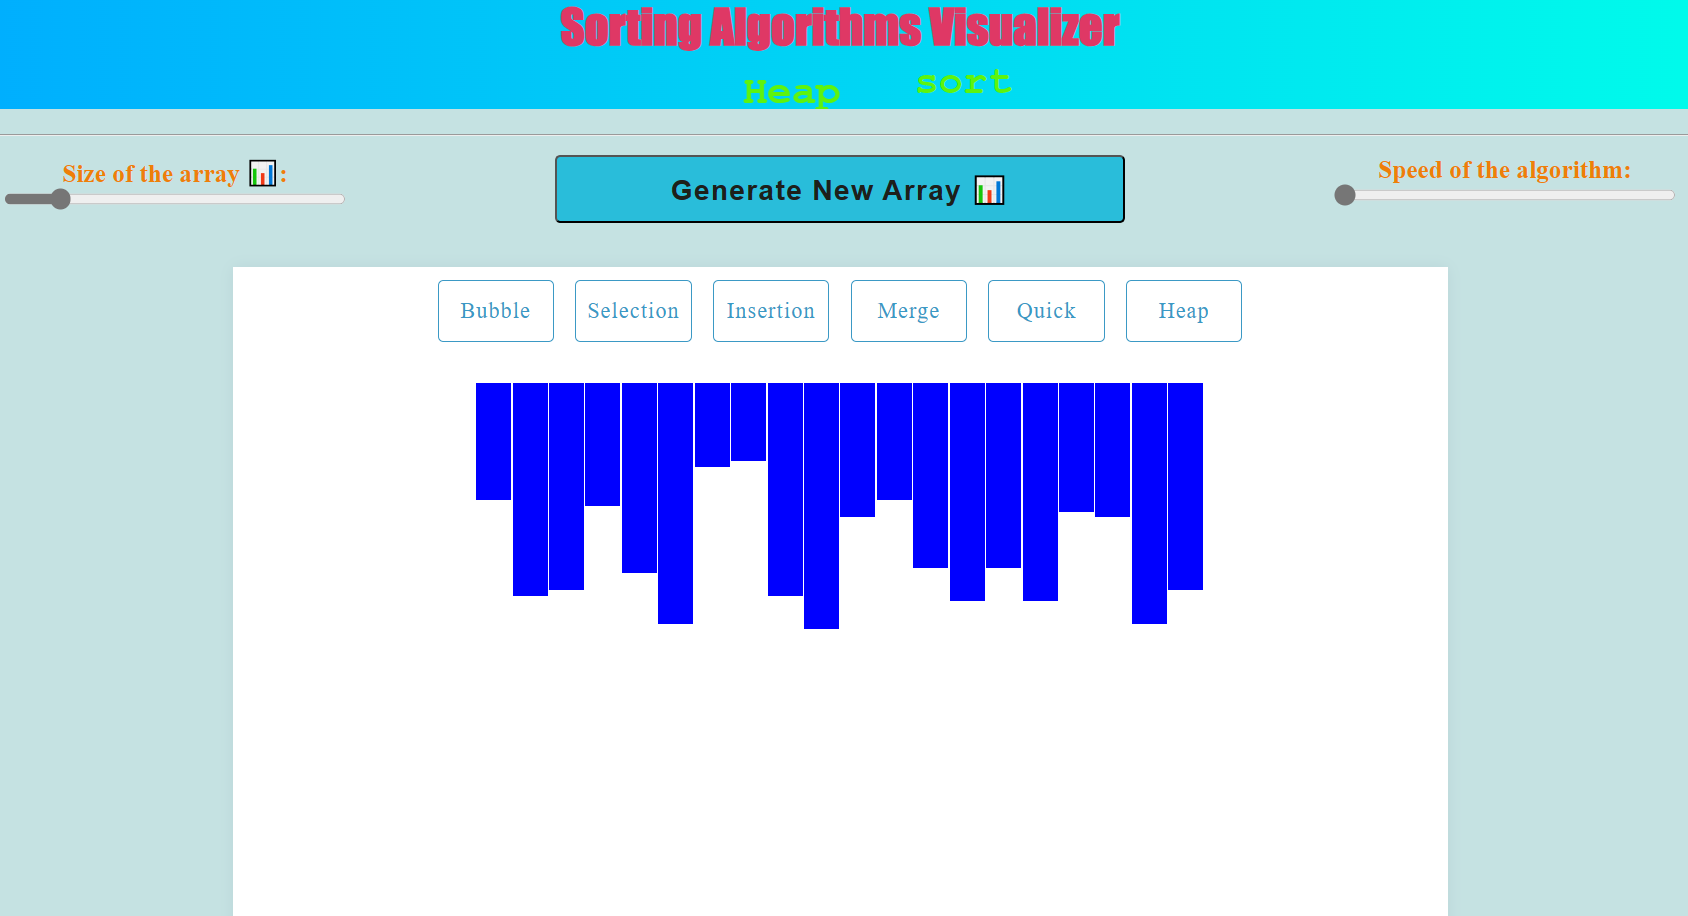 Sorting Algorithms Visualizer
Heap sort
Size of the array 📊:
Generate New Array 📊
Speed of the algorithm:
Bubble Selection Insertion Merge Quick Heap